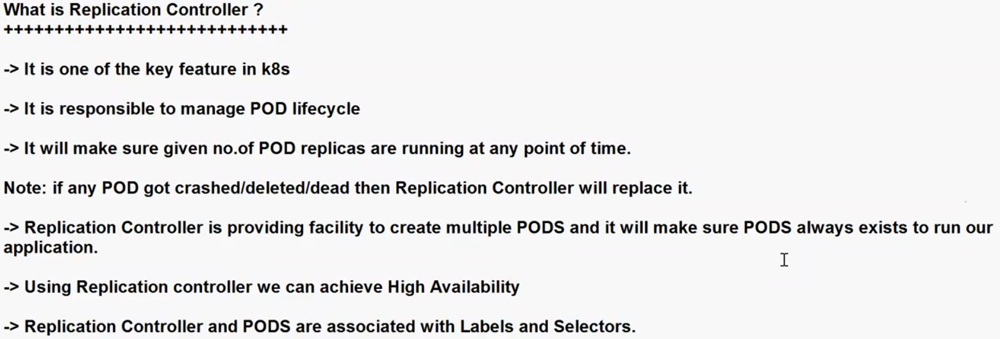 What is Replication Controller ?
++++++++++++++++++++++++++++
-> It is one of the key feature in k8s
-> It is responsible to manage POD lifecycle
-> It will make sure given no.of POD replicas are running at any point of time.
Note: if any POD got crashed/deleted/dead then Replication Controller will replace it.
-> Replication Controller is providing facility to create multiple PODS and it will make sure PODS always exists to run our
application.
-> Using Replication controller we can achieve High Availability
-> Replication Controller and PODS are associated with Labels and Selectors.